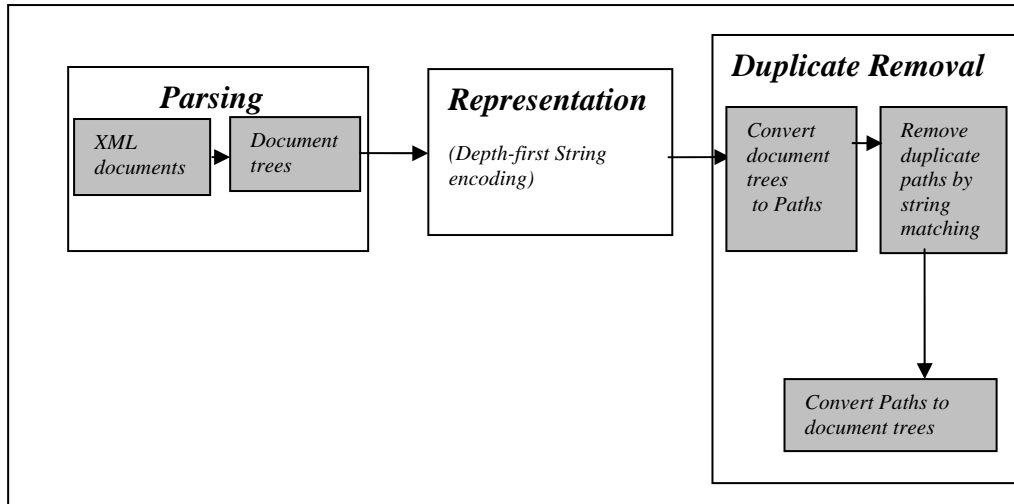 Parsing
XML
documents
Document
trees
Representation
(Depth-first String
encoding)
Duplicate Removal
Convert
document
trees
to Paths
Remove
duplicate
paths by
string
matching
Convert Paths to
document trees